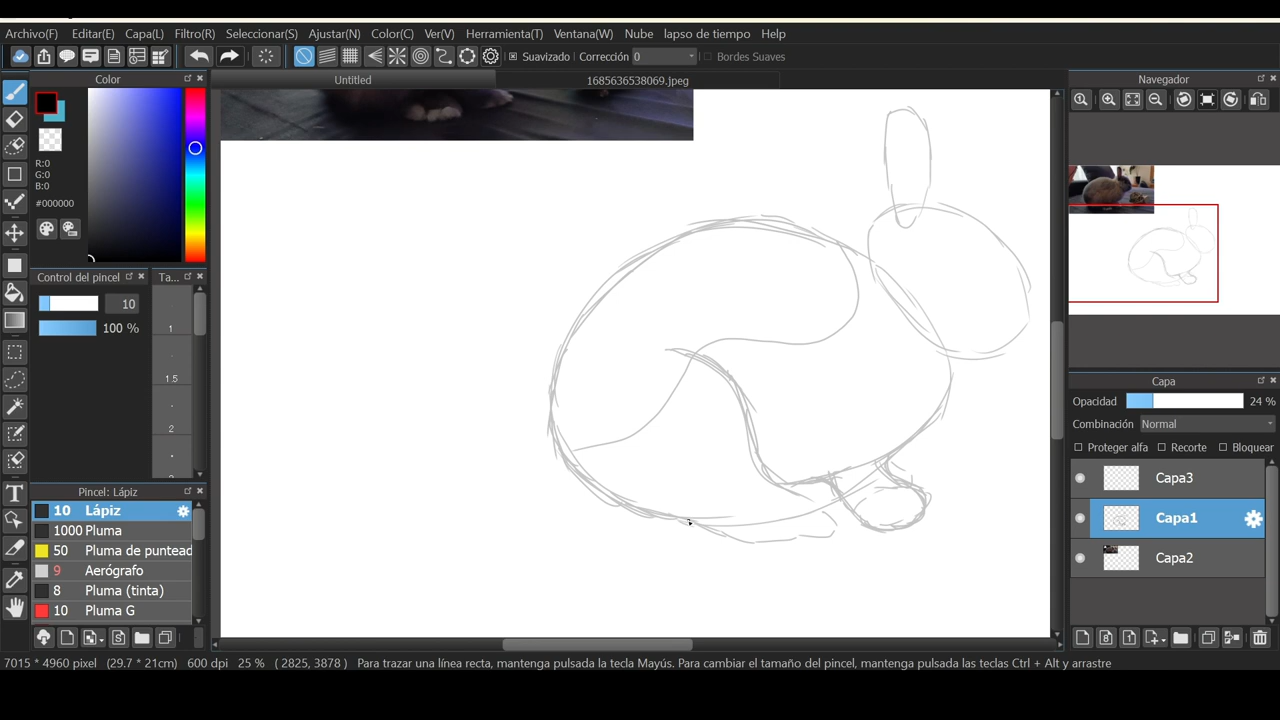 Archivo(F) Editar(E) Capa(L) Filtro(R) Seleccionar(S) Ajustar(N) Color(C) Ver(V) Herramienta(T) Ventana(W) Nube lapso de tiempo Help
Suavizado Corrección 0 Bordes Suaves
Color
Untitled
1685636538069.jpeg
Navegador
R:0
G:0
B:0
#000000
Control del pincel
Ta...
10
100 %
1
1.5
2
Pincel: Lápiz
10 Lápiz
1000 Pluma
50 Pluma de puntead
9 Aerógrafo
8 Pluma (tinta)
10 Pluma G
Capa
Opacidad 24 %
Combinación Normal
Proteger alfa Recorte Bloquear
Capa3
Capa1
Capa2
7015 * 4960 pixel (29.7 * 21cm) 600 dpi 25 % ( 2825, 3878 ) Para trazar una línea recta, mantenga pulsada la tecla Mayús. Para cambiar el tamaño del pincel, mantenga pulsadas las teclas Ctrl + Alt y arrastre